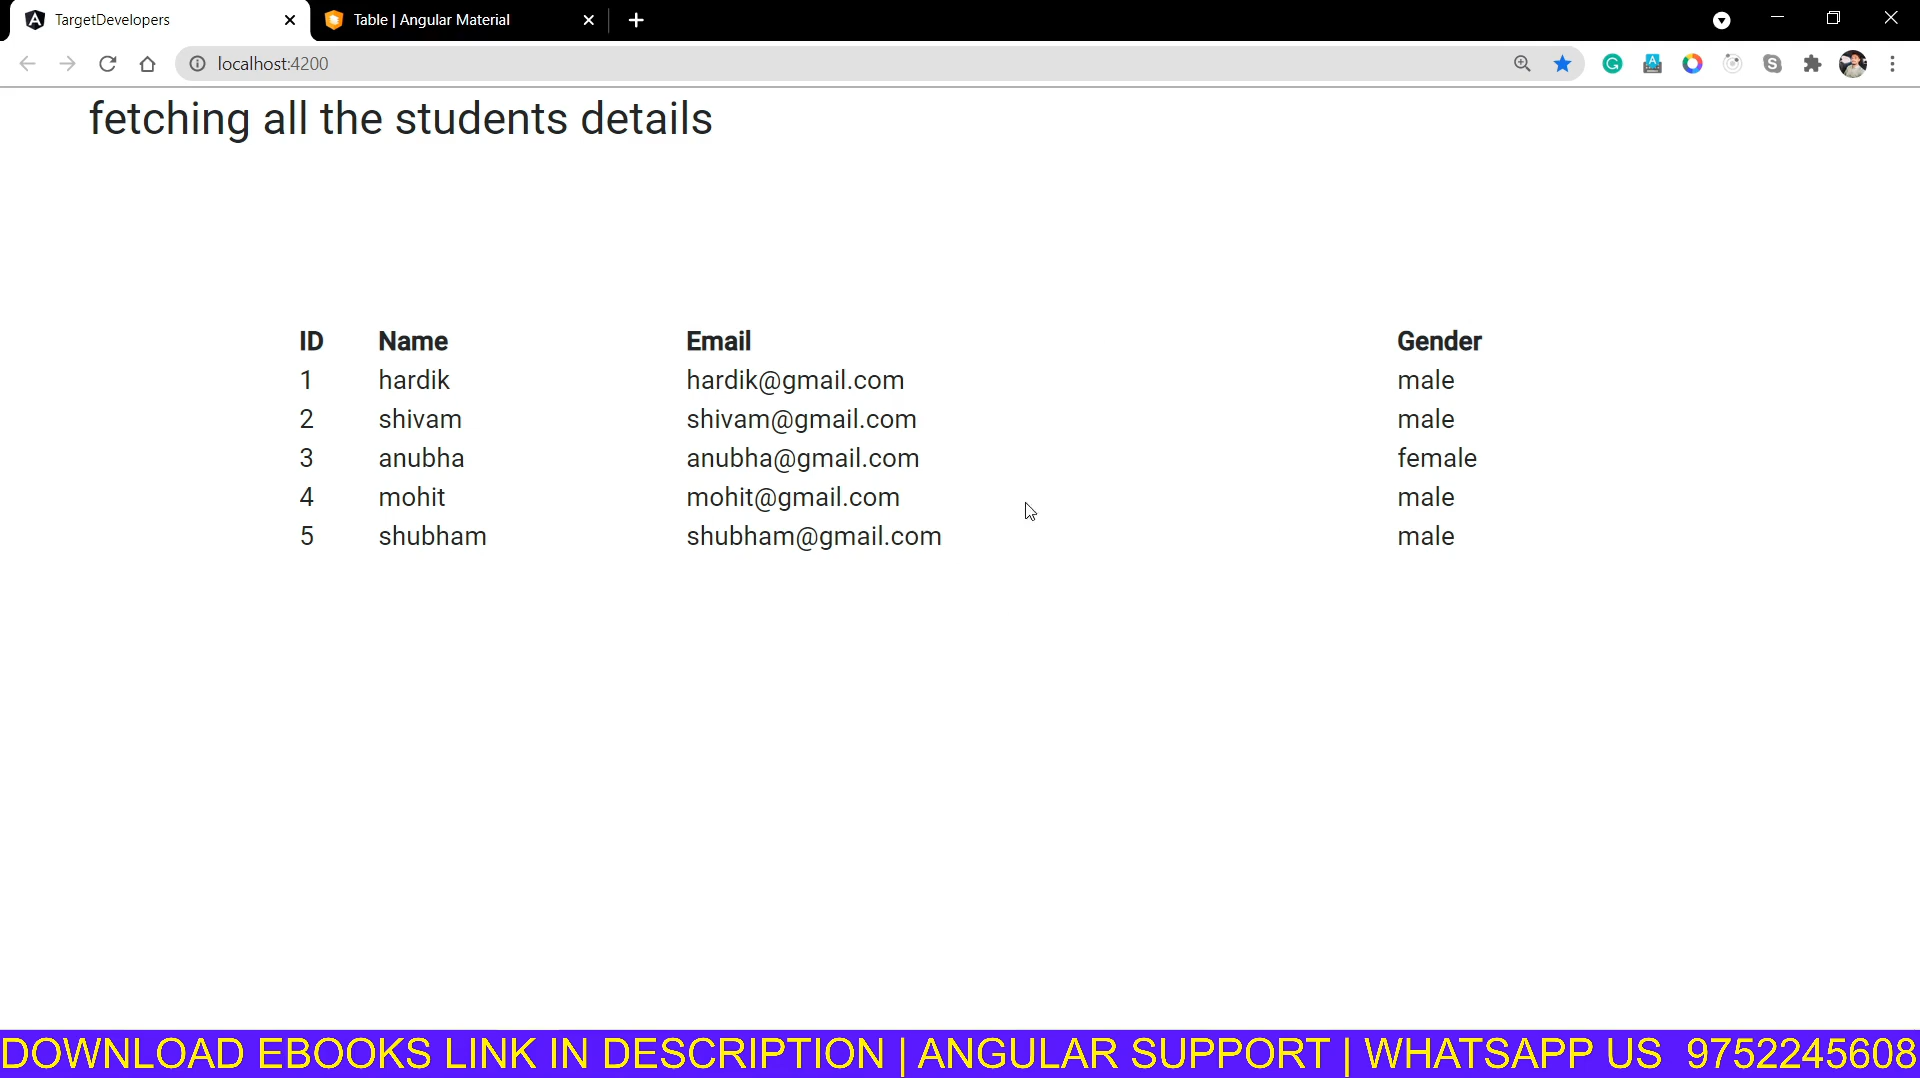 TargetDevelopers
Table | Angular Material
localhost:4200
fetching all the students details
ID Name Email Gender
1 hardik hardik@gmail.com male
2 shivam shivam@gmail.com male
3 anubha anubha@gmail.com female
4 mohit mohit@gmail.com male
5 shubham shubham@gmail.com male
DOWNLOAD EBOOKS LINK IN DESCRIPTION | ANGULAR SUPPORT | WHATSAPP US 9752245608